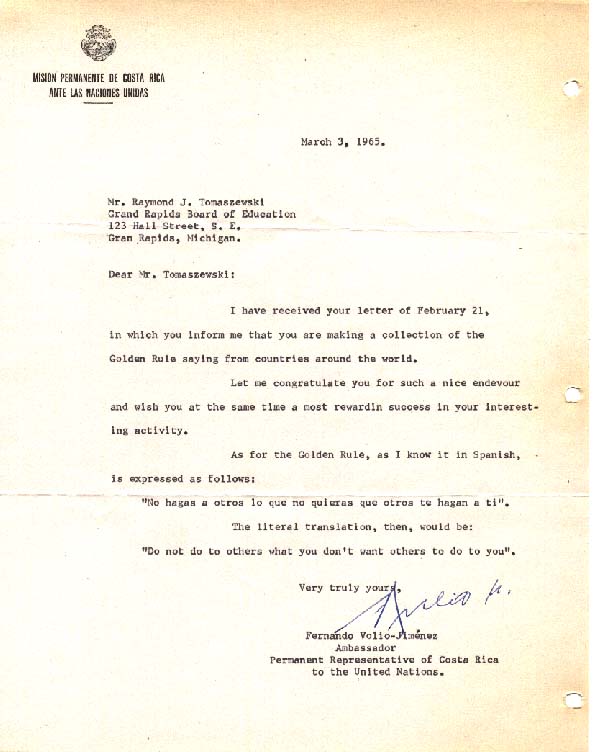 MISION PERMANENTE DE COSTA RICA
ANTE LAS NACIONES UNIDAS
March 3, 1965.
Mr. Raymond J. Tomaszewski
Grand Rapids Board of Education
123 Hall Street, S. E.
Gran Rapids, Michigan.
Dear Mr. Tomaszewski:
I have received your letter of February 21,
in which you inform me that you are making a collection of the
Golden Rule saying from countries around the world.
Let me congratulate you for such a nice endevour
and wish you at the same time a most rewardin success in your interest-
ing activity.
As for the Golden Rule, as I know it in Spanish,
is expressed as follows:
"No hagas a otros lo que no quieras que otros te hagan a ti".
The literal translation, then, would be:
"Do not do to others what you don't want others to do to you".
Very truly yours,
Fernando Volio-Jiménez
Ambassador
Permanent Representative of Costa Rica
to the United Nations.